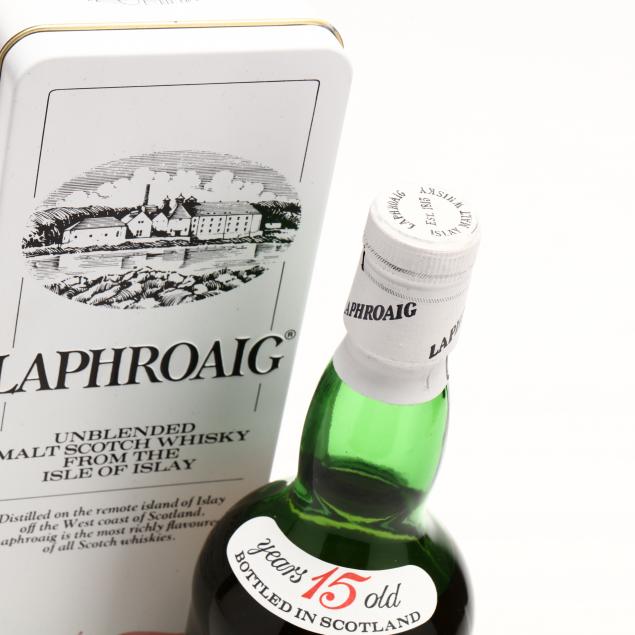 LAPHROAIG®
UNBLENDED
MALT SCOTCH WHISKY
FROM THE
ISLE OF ISLAY
Distilled on the remote island of Islay
off the West coast of Scotland.
aphroaig is the most richly flavoure
of all Scotch whiskies.
LAPHROAIG
Est. 1815
ISLAY MALT
WHISKY
LAPHROAIG
LAPH
years 15 old
BOTTLED IN SCOTLAND